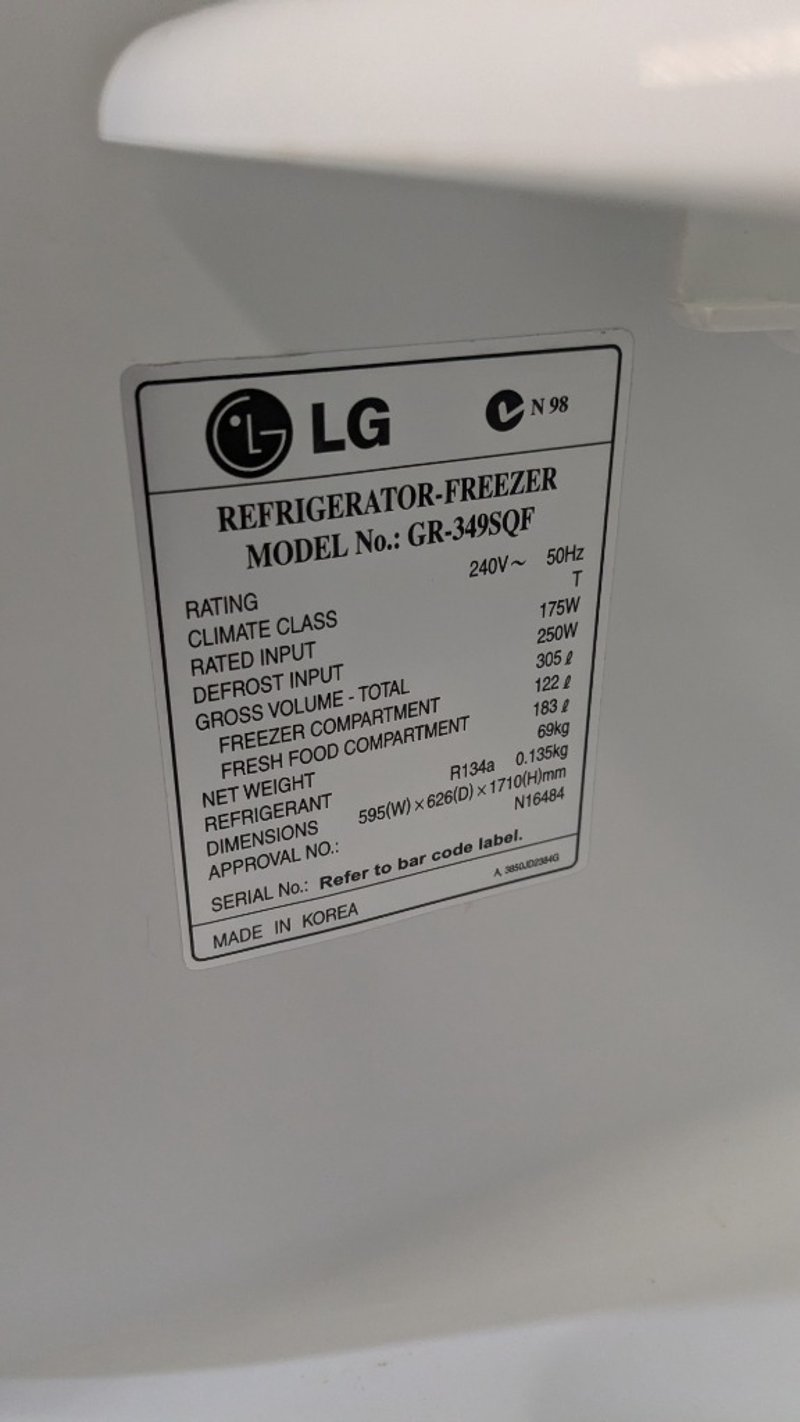 LG N 98
REFRIGERATOR-FREEZER
MODEL No.: GR-349SQF
RATING 240V~ 50Hz
CLIMATE CLASS T
RATED INPUT 175W
DEFROST INPUT 250W
GROSS VOLUME - TOTAL 305 ℓ
FREEZER COMPARTMENT 122 ℓ
FRESH FOOD COMPARTMENT 183 ℓ
NET WEIGHT 69kg
REFRIGERANT R134a 0.135kg
DIMENSIONS 595(W) × 626(D) × 1710(H)mm
APPROVAL NO.: N16484
SERIAL No.: Refer to bar code label.
MADE IN KOREA A, 3850JD2384G